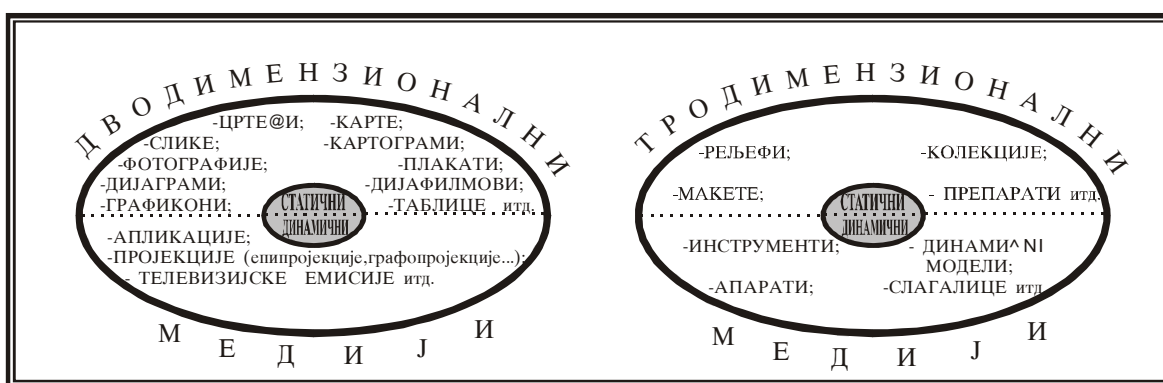 ДВОДИМЕНЗИОНАЛНИ
-ЦРТЕ@И; -КАРТЕ;
-СЛИКЕ; -КАРТОГРАМИ;
-ФОТОГРАФИЈЕ; -ПЛАКАТИ;
-ДИЈАГРАМИ; -ДИЈАФИЛМОВИ;
-ГРАФИКОНИ; -ТАБЛИЦЕ итд.
СТАТИЧНИ
ДИНАМИЧНИ
-АПЛИКАЦИЈЕ;
-ПРОЈЕКЦИЈЕ (епипројекције,графопројекције...);
- ТЕЛЕВИЗИЈСКЕ ЕМИСИЈЕ итд.
МЕДИЈИ
ТРОДИМЕНЗИОНАЛНИ
-РЕЉЕФИ; -КОЛЕКЦИЈЕ;
-МАКЕТЕ; - ПРЕПАРАТИ итд.
СТАТИЧНИ
ДИНАМИЧНИ
-ИНСТРУМЕНТИ; - ДИНАМИ^NI
МОДЕЛИ;
-АПАРАТИ; -СЛАГАЛИЦЕ итд
МЕДИЈИ